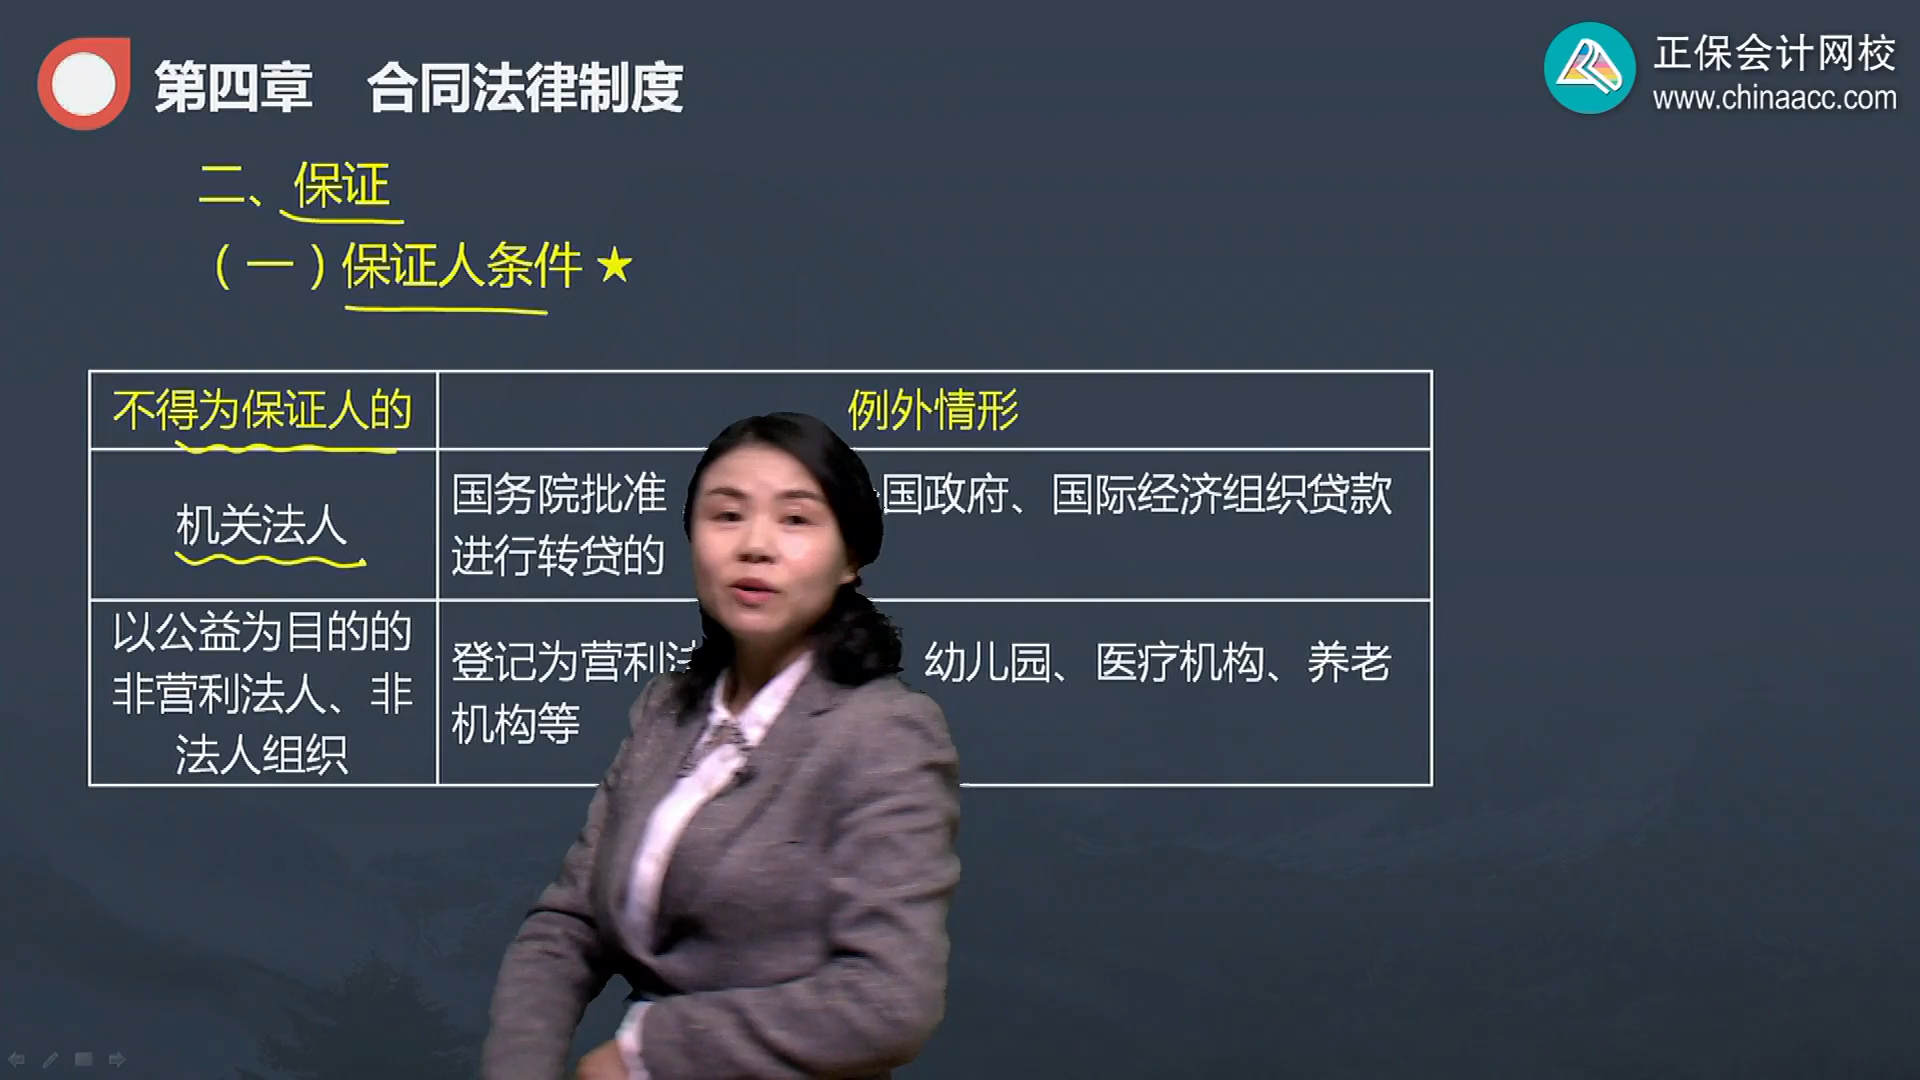 第四章 合同法律制度
正保会计网校
www.chinaacc.com
二、保证
（一）保证人条件★
不得为保证人的
例外情形
机关法人
国务院批准 国政府、国际经济组织贷款
进行转贷的
以公益为目的的
非营利法人、非
法人组织
登记为营利 幼儿园、医疗机构、养老
机构等